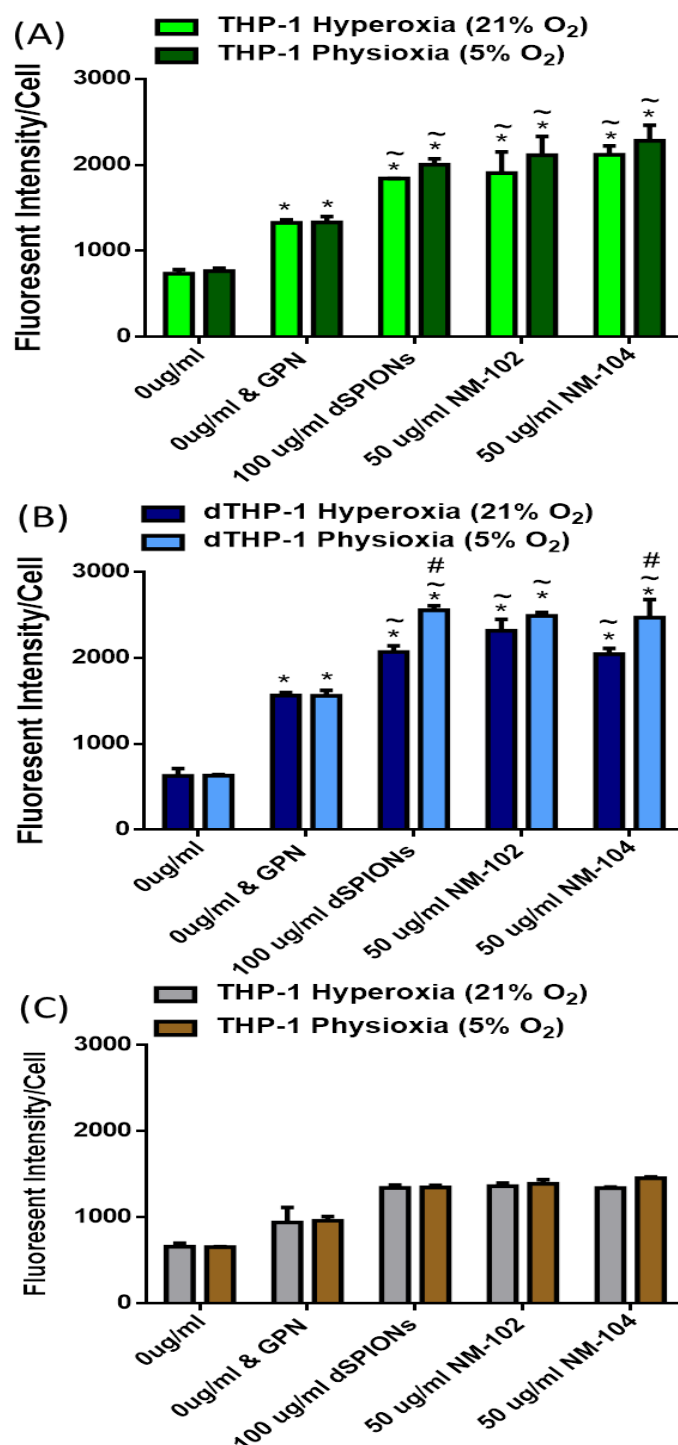 (A)
THP-1 Hyperoxia (21% O₂)
THP-1 Physioxia (5% O₂)
Fluoresent Intensity/Cell
3000
2000
1000
0
* * ~ * ~ * ~ * ~ * ~ * ~ *
0ug/ml
0ug/ml & GPN
100 ug/ml dSPIONs
50 ug/ml NM-102
50 ug/ml NM-104
(B)
dTHP-1 Hyperoxia (21% O₂)
dTHP-1 Physioxia (5% O₂)
Fluoresent Intensity/Cell
3000
2000
1000
0
* * ~ * # ~ * ~ * ~ * ~ * # ~ *
0ug/ml
0ug/ml & GPN
100 ug/ml dSPIONs
50 ug/ml NM-102
50 ug/ml NM-104
(C)
THP-1 Hyperoxia (21% O₂)
THP-1 Physioxia (5% O₂)
Fluoresent Intensity/Cell
3000
2000
1000
0
0ug/ml
0ug/ml & GPN
100 ug/ml dSPIONs
50 ug/ml NM-102
50 ug/ml NM-104